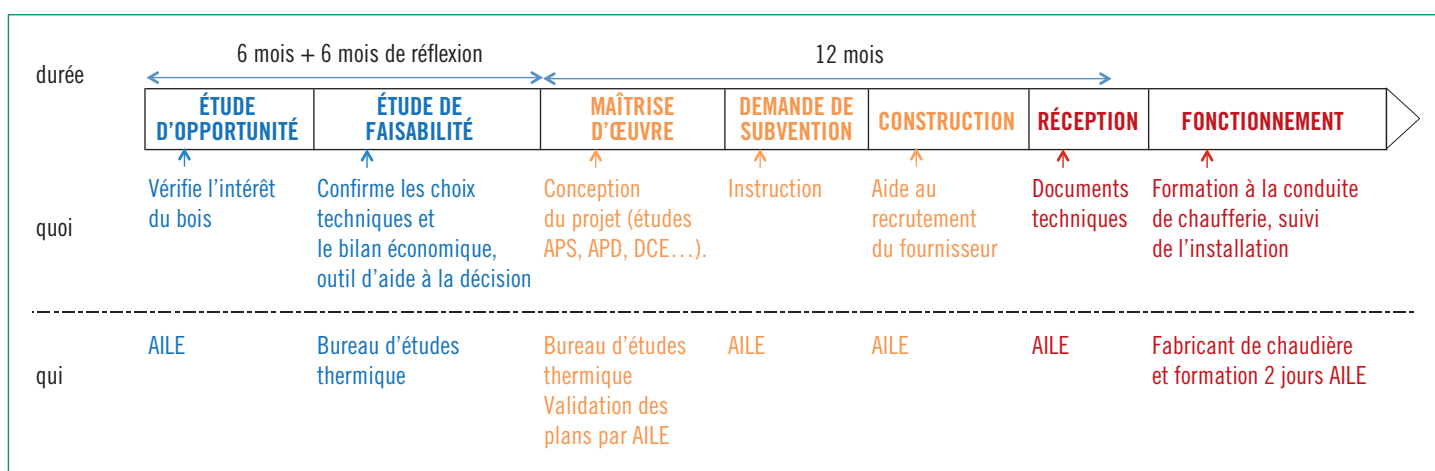 durée
6 mois + 6 mois de réflexion
12 mois
ÉTUDE
D'OPPORTUNITÉ
ÉTUDE DE
FAISABILITÉ
MAÎTRISE
D'ŒUVRE
DEMANDE DE
SUBVENTION
CONSTRUCTION
RÉCEPTION
FONCTIONNEMENT
quoi
Vérifie l'intérêt
du bois
Confirme les choix
techniques et
le bilan économique,
outil d'aide à la décision
Conception
du projet (études
APS, APD, DCE…).
Instruction
Aide au
recrutement
du fournisseur
Documents
techniques
Formation à la conduite
de chaufferie, suivi
de l'installation
qui
AILE
Bureau d'études
thermique
Bureau d'études
thermique
Validation des
plans par AILE
AILE
AILE
AILE
Fabricant de chaudière
et formation 2 jours AILE